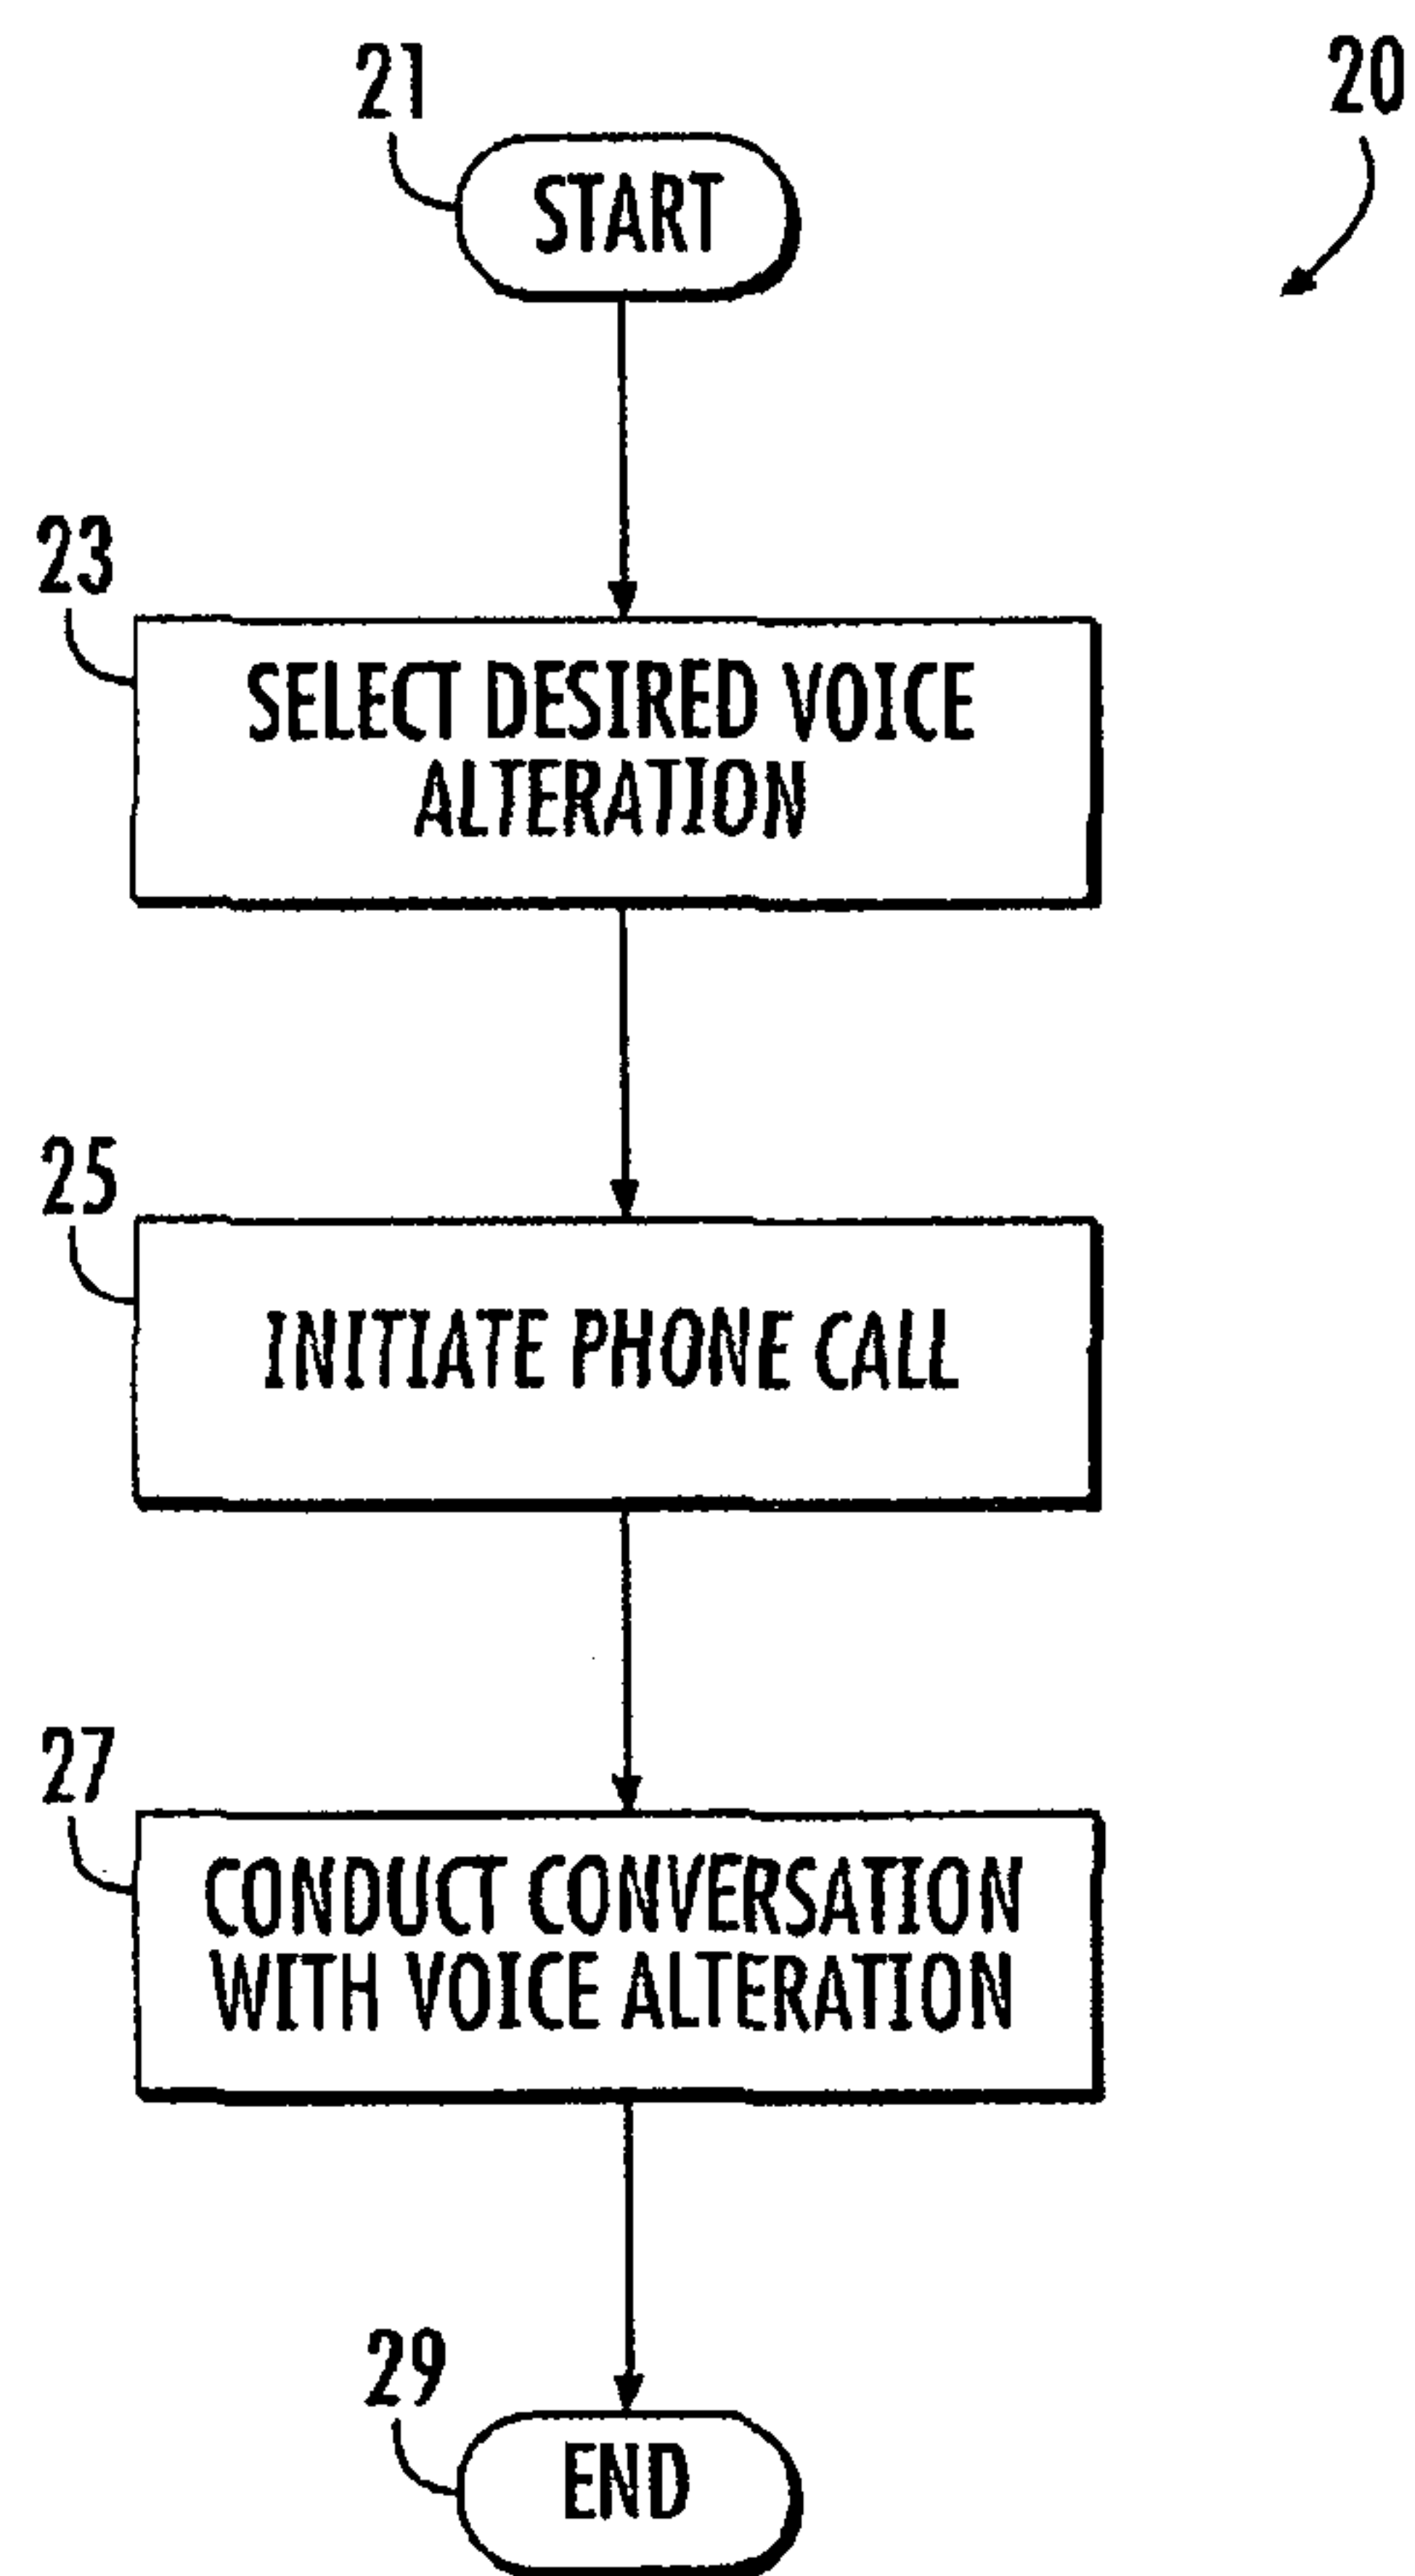 21
20
START
23
SELECT DESIRED VOICE
ALTERATION
25
INITIATE PHONE CALL
27
CONDUCT CONVERSATION
WITH VOICE ALTERATION
29
END